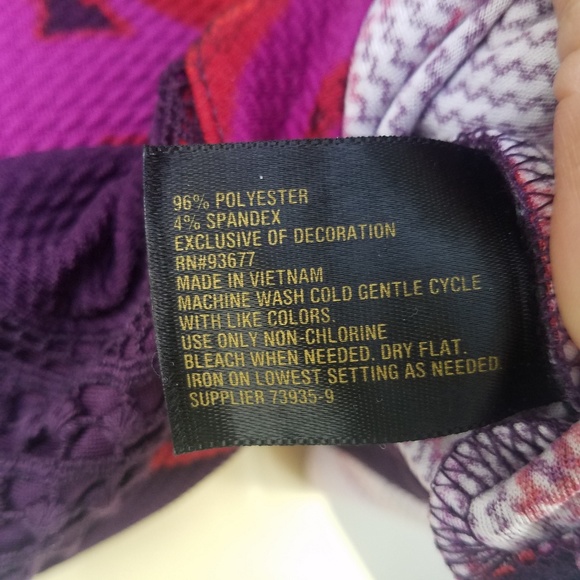 96% POLYESTER
4% SPANDEX
EXCLUSIVE OF DECORATION
RN#93677
MADE IN VIETNAM
MACHINE WASH COLD GENTLE CYCLE
WITH LIKE COLORS.
USE ONLY NON-CHLORINE
BLEACH WHEN NEEDED. DRY FLAT.
IRON ON LOWEST SETTING AS NEEDED.
SUPPLIER 73935-9